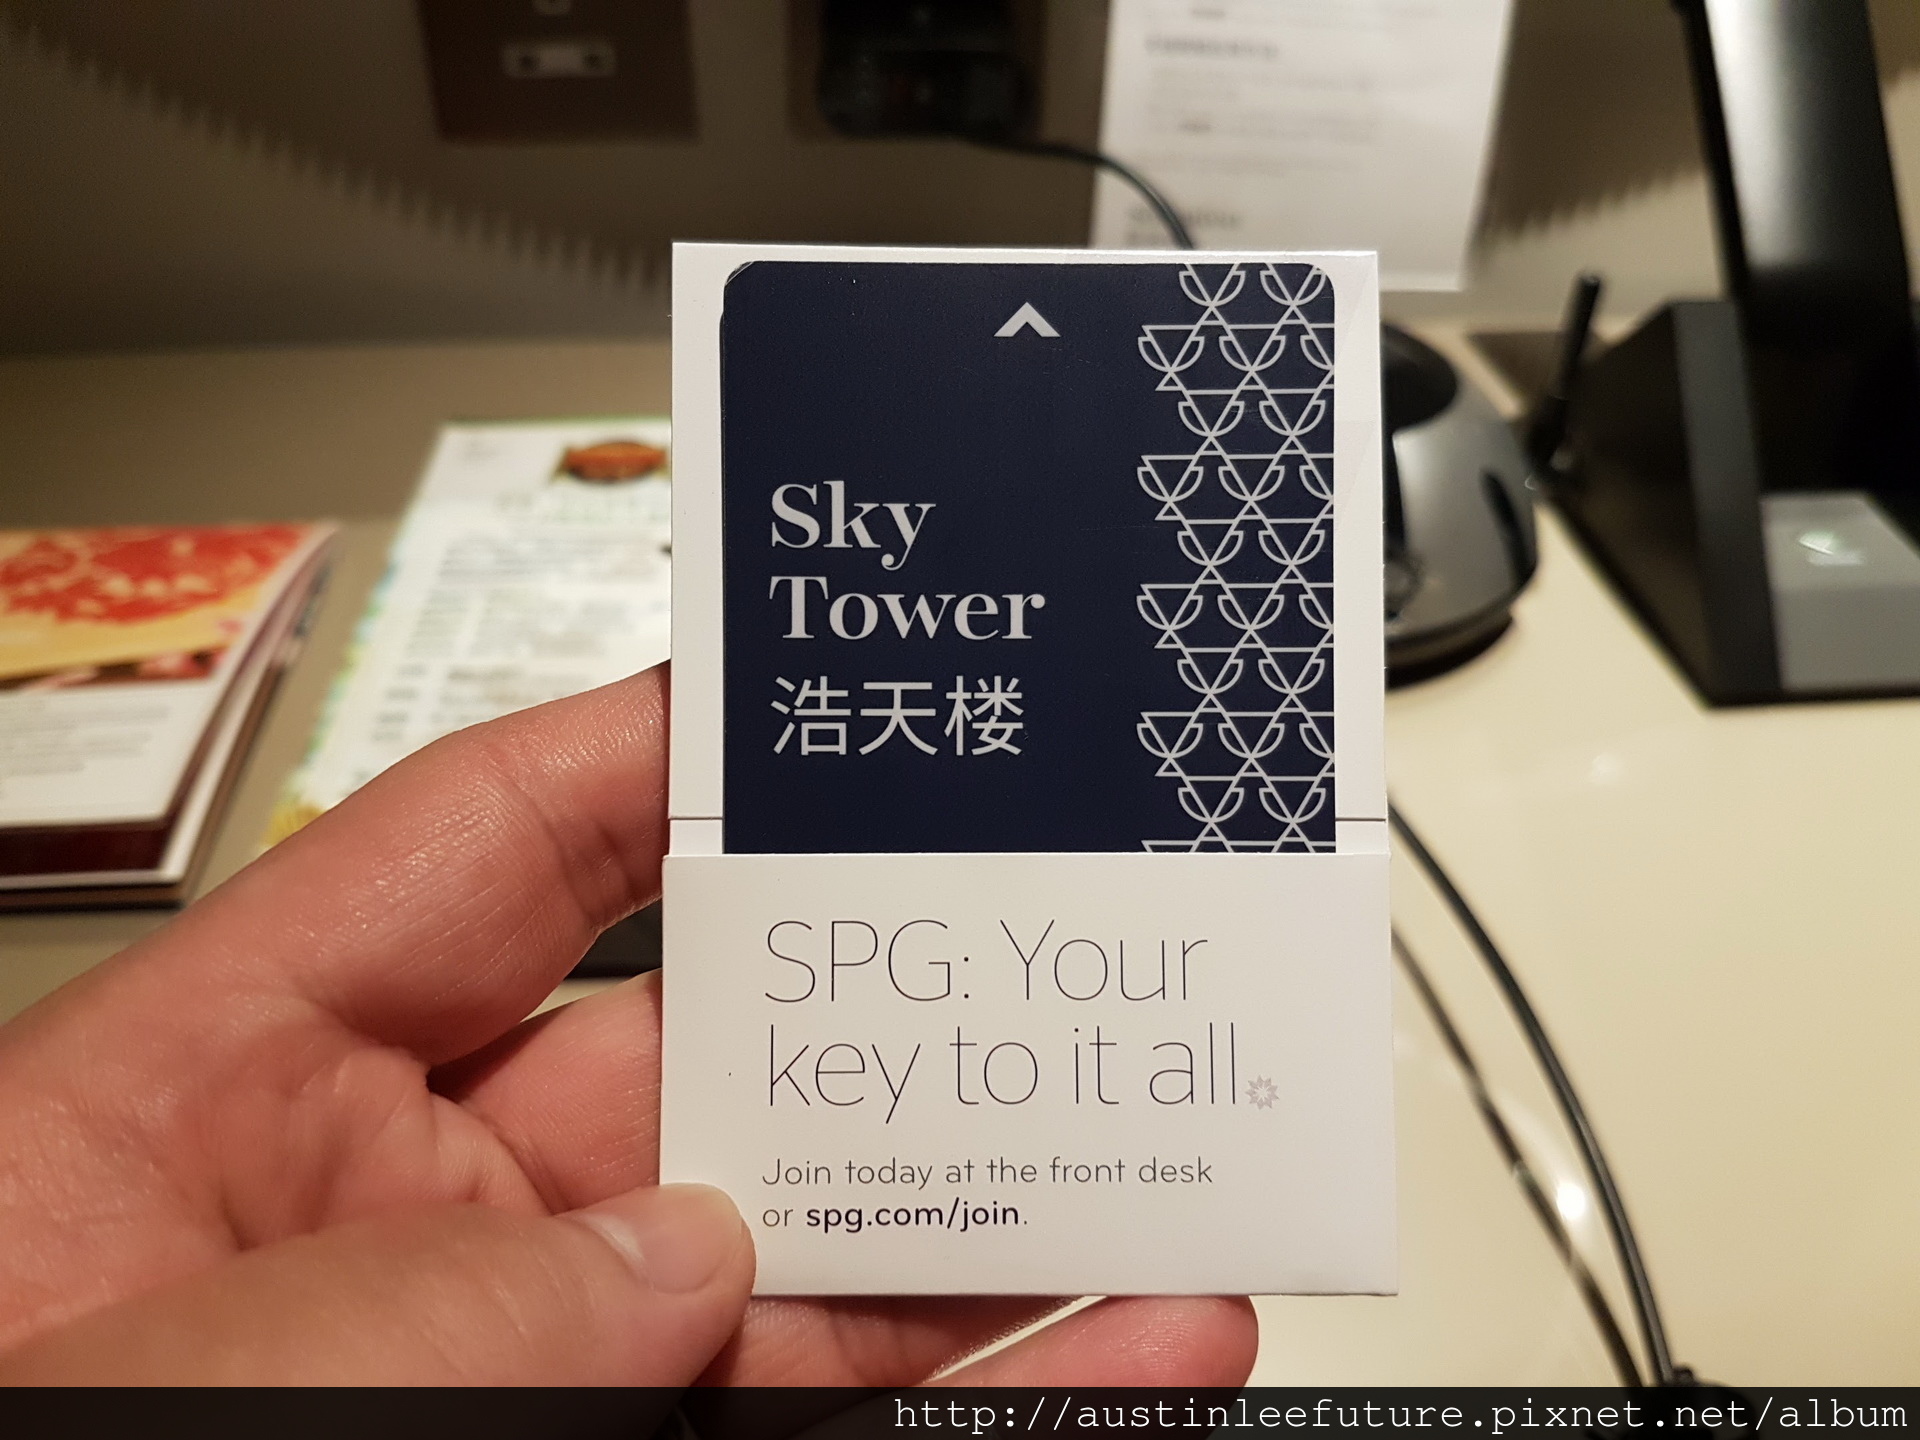 Sky
Tower
浩天楼
SPG: Your
key to it all
Join today at the front desk
or spg.com/join.
http://austinleefuture.pixnet.net/album